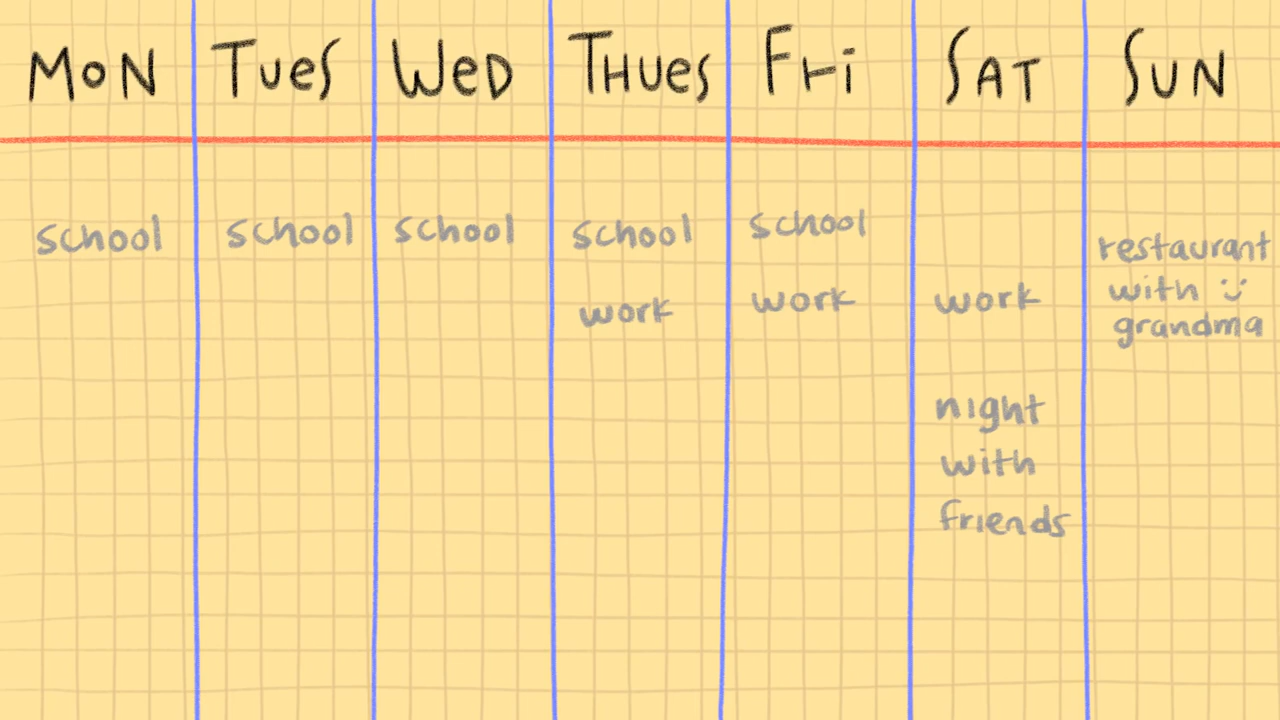 MoN TueS WeD THueS Fri SAT SUN
school school school school school
work work work
restaurant
with :)
grandma
night
with
friends